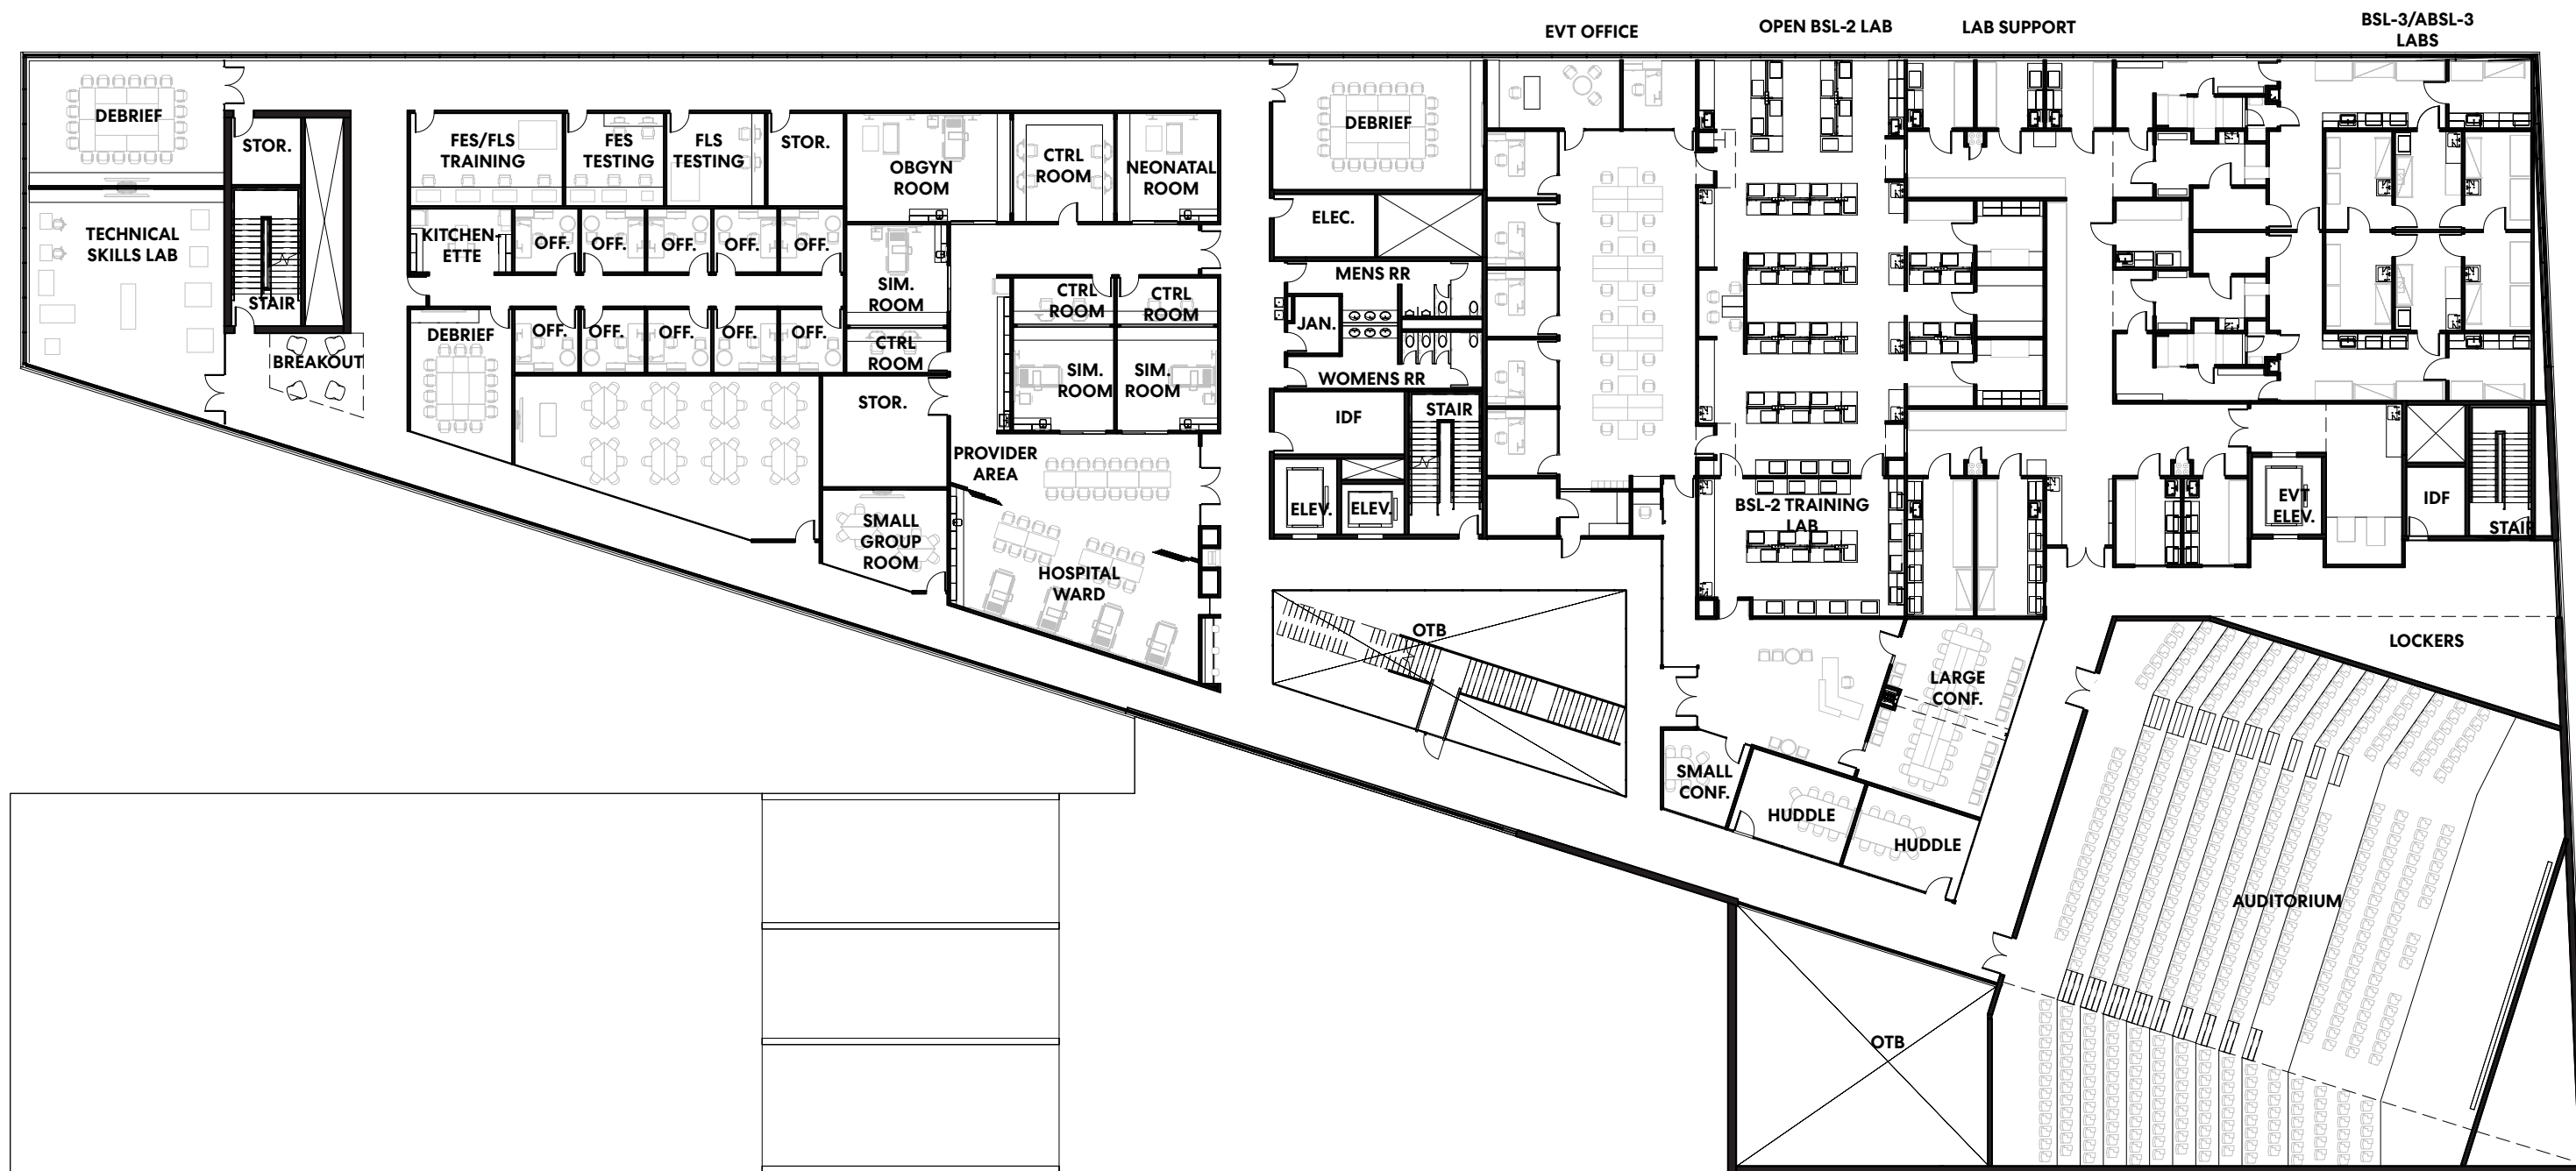 EVT OFFICE
OPEN BSL-2 LAB
LAB SUPPORT
BSL-3/ABSL-3
LABS
DEBRIEF
STOR.
FES/FLS
TRAINING
FES
TESTING
FLS
TESTING
STOR.
OBGYN
ROOM
CTRL
ROOM
NEONATAL
ROOM
DEBRIEF
TECHNICAL
SKILLS LAB
STAIR
BREAKOUT
KITCHEN-
ETTE
OFF.
OFF.
OFF.
OFF.
OFF.
SIM.
ROOM
CTRL
ROOM
CTRL
ROOM
ELEC.
MENS RR
JAN.
WOMENS RR
DEBRIEF
OFF.
OFF.
OFF.
OFF.
OFF.
CTRL
ROOM
SIM.
ROOM
SIM.
ROOM
STOR.
IDF
STAIR
PROVIDER
AREA
SMALL
GROUP
ROOM
HOSPITAL
WARD
ELEV.
ELEV.
BSL-2 TRAINING
LAB
EVT
ELEV.
IDF
STAIR
OTB
LARGE
CONF.
LOCKERS
SMALL
CONF.
HUDDLE
HUDDLE
AUDITORIUM
OTB